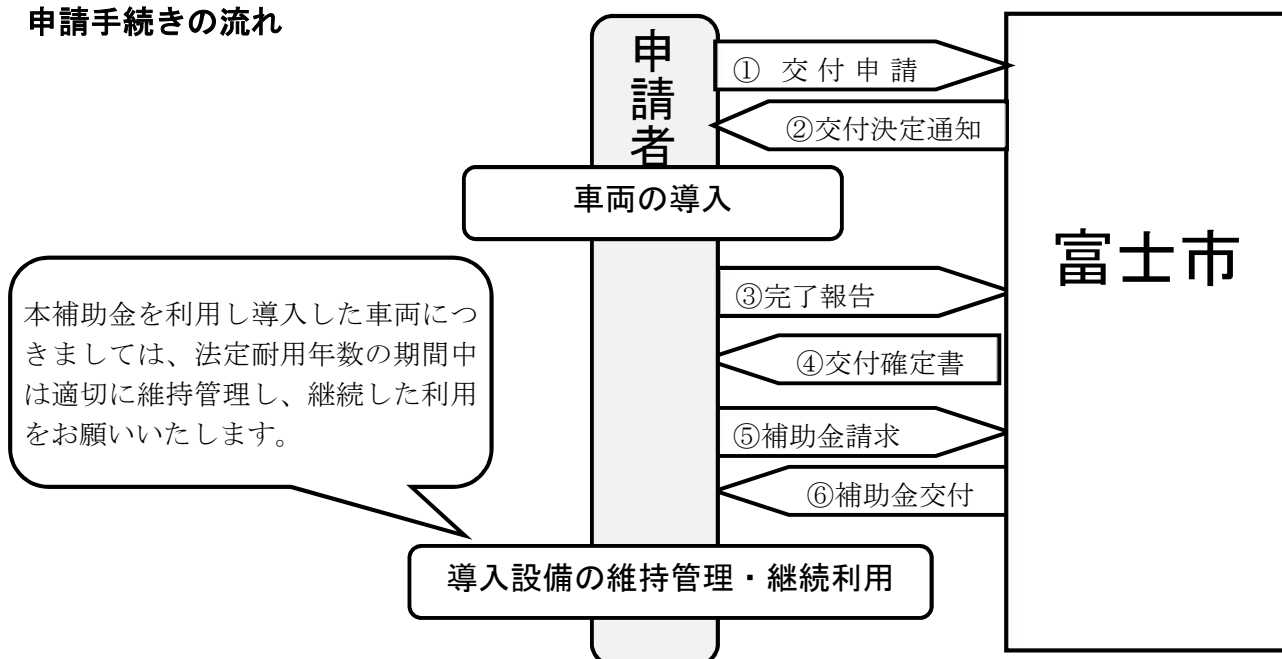 申請手続きの流れ
申請者
① 交付申請
②交付決定通知
車両の導入
富士市
③完了報告
④交付確定書
⑤補助金請求
⑥補助金交付
本補助金を利用し導入した車両につ
きましては、法定耐用年数の期間中
は適切に維持管理し、継続した利用
をお願いいたします。
導入設備の維持管理・継続利用